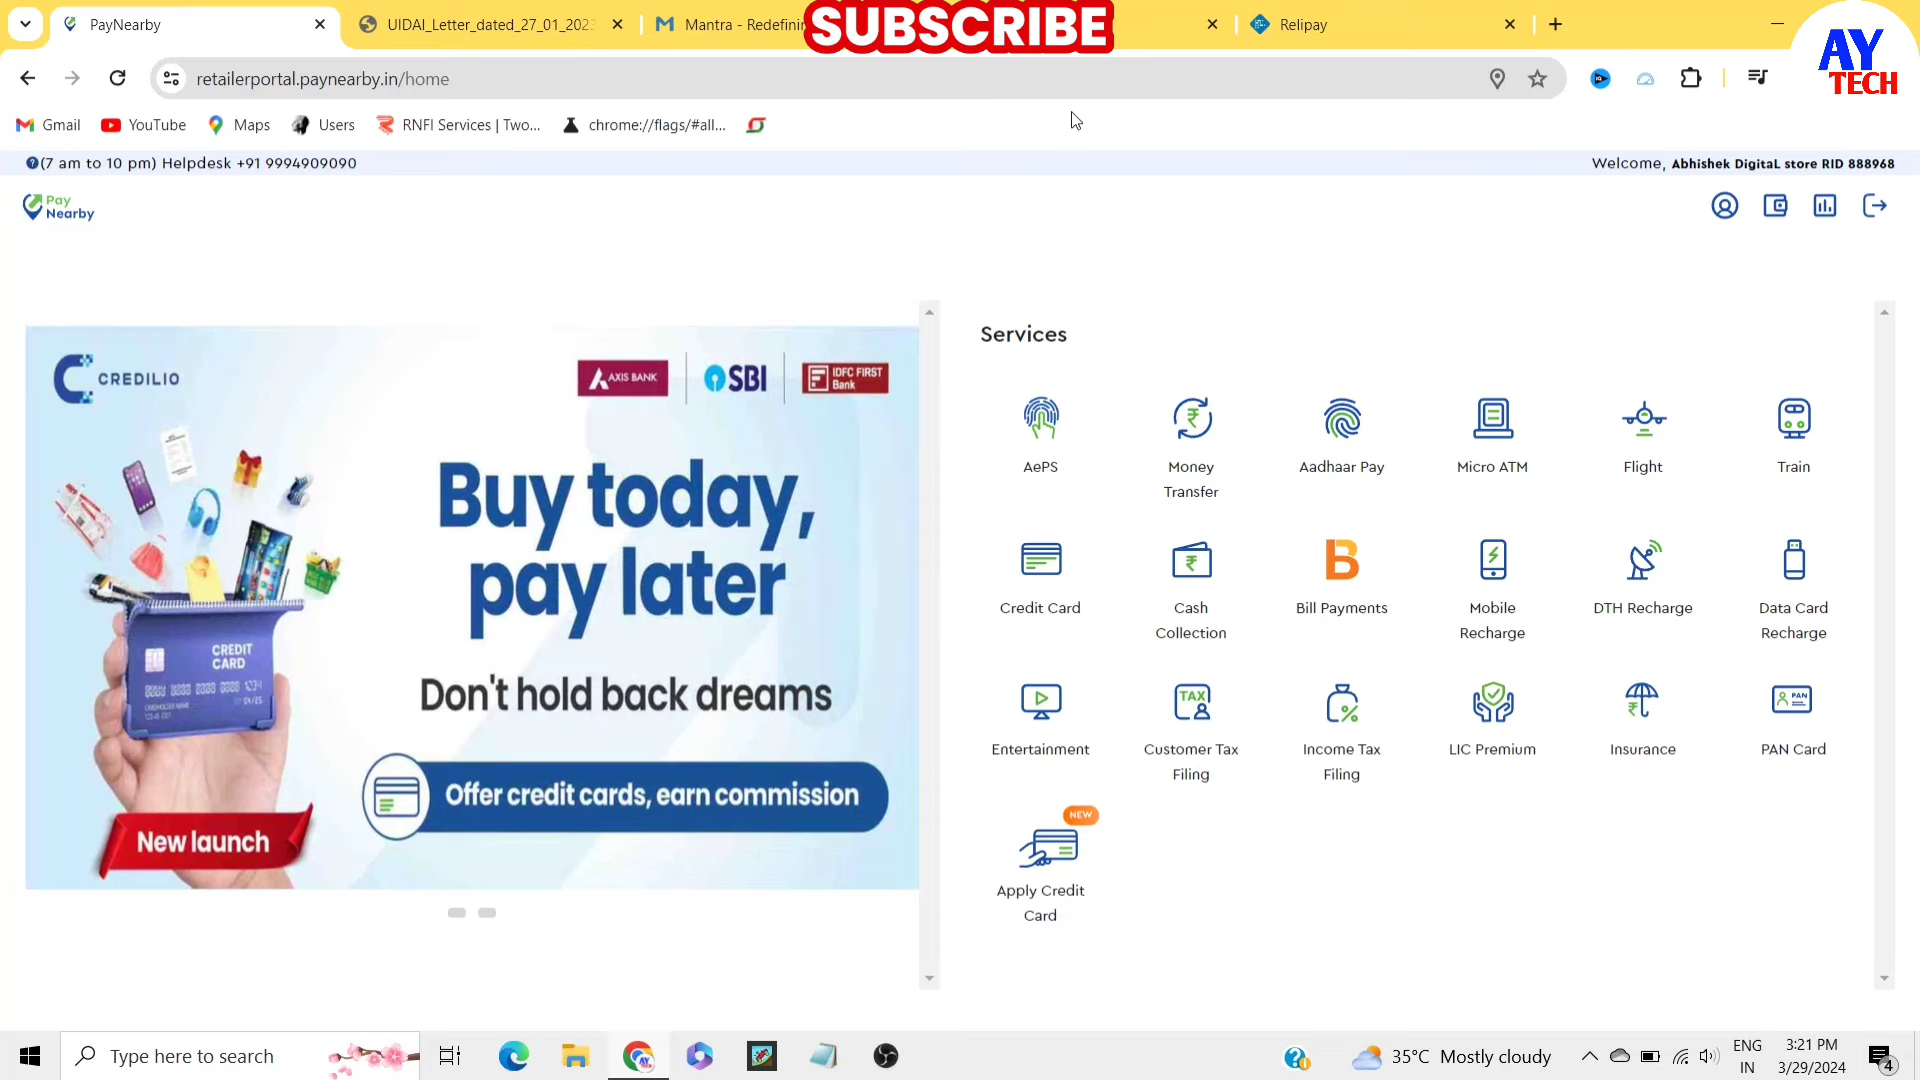 PayNearby
UIDAI_Letter_dated_27_01_2023
Mantra - Redefinin
SUBSCRIBE
Relipay
AY
TECH
retailerportal.paynearby.in/home
Gmail
YouTube
Maps
Users
RNFI Services | Two...
chrome://flags/#all...
(7 am to 10 pm) Helpdesk +91 9994909090
Welcome, Abhishek DigitaL store RID 888968
Pay
Nearby
CREDILIO
AXIS BANK
SBI
IDFC FIRST
Bank
Buy today,
pay later
Don't hold back dreams
CREDIT
CARD
Offer credit cards, earn commission
New launch
Services
AePS
Money
Transfer
Aadhaar Pay
Micro ATM
Flight
Train
Credit Card
Cash
Collection
Bill Payments
Mobile
Recharge
DTH Recharge
Data Card
Recharge
Entertainment
TAX
Customer Tax
Filing
Income Tax
Filing
LIC Premium
Insurance
PAN
PAN Card
NEW
Apply Credit
Card
Type here to search
35°C Mostly cloudy
ENG
IN
3:21 PM
3/29/2024
4